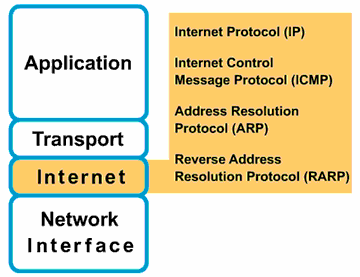 Application
Transport
Internet
Network
Interface
Internet Protocol (IP)
Internet Control
Message Protocol (ICMP)
Address Resolution
Protocol (ARP)
Reverse Address
Resolution Protocol (RARP)